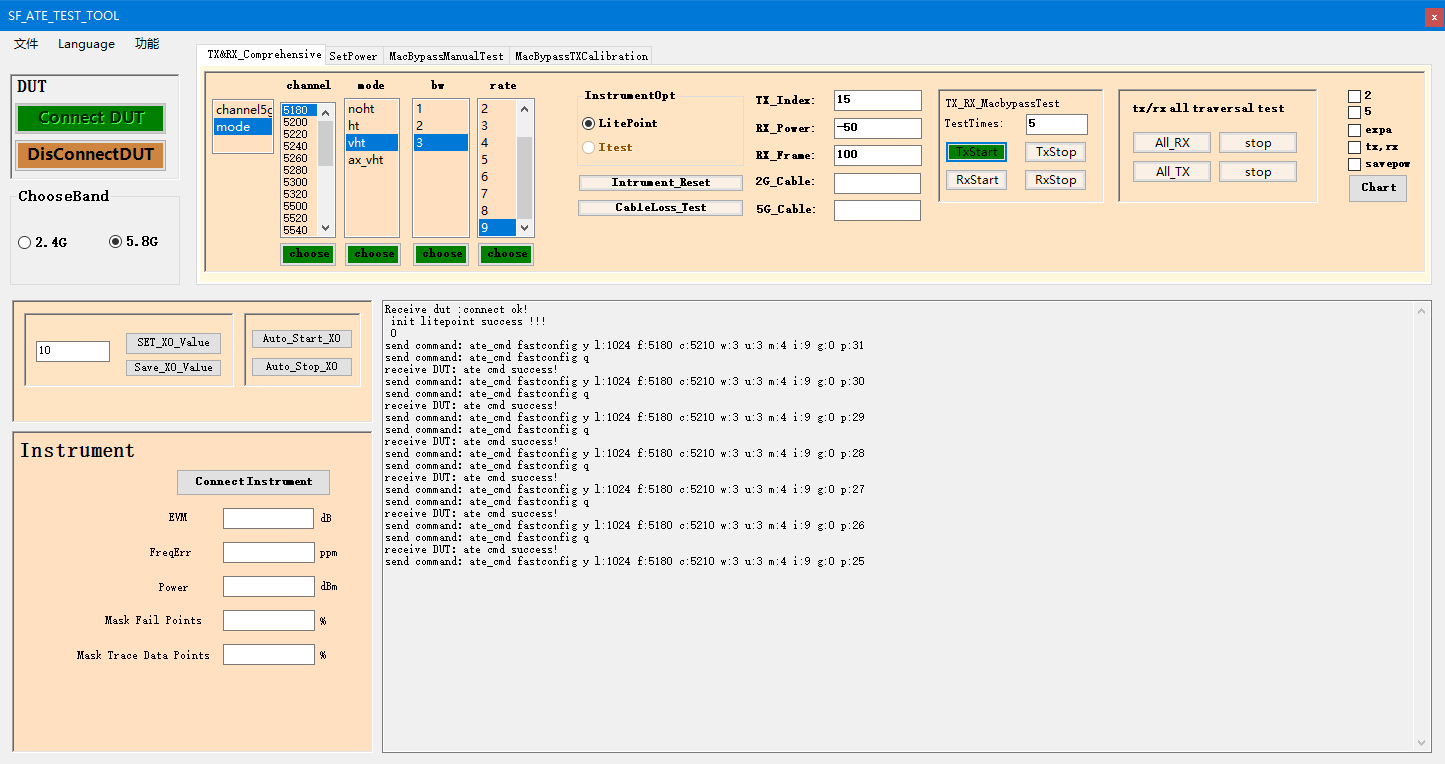 SF_ATE_TEST_TOOL
x
文件 Language 功能
TX&RX_Comprehensive SetPower MacBypassManualTest MacBypassTXCalibration
DUT
Connect DUT
DisConnectDUT
ChooseBand
2.4G 5.8G
channel mode bw rate
channel5g
mode
5180
5200
5220
5240
5260
5280
5300
5320
5500
5520
5540
noht
ht
vht
ax_vht
1
2
3
2
3
4
5
6
7
8
9
choose choose choose choose
InstrumentOpt
LitePoint
Itest
Intrument_Reset
CableLoss_Test
TX_Index: 15
RX_Power: -50
RX_Frame: 100
2G_Cable:
5G_Cable:
TX_RX_MacbypassTest
TestTimes: 5
TxStart TxStop
RxStart RxStop
tx/rx all traversal test
All_RX stop
All_TX stop
2
5
expa
tx,rx
savepow
Chart
10
SET_XO_Value
Save_XO_Value
Auto_Start_XO
Auto_Stop_XO
Instrument
ConnectInstrument
EVM dB
FreqErr ppm
Power dBm
Mask Fail Points %
Mask Trace Data Points %
Receive dut :connect ok!
init litepoint success !!!
0
send command: ate_cmd fastconfig y l:1024 f:5180 c:5210 w:3 u:3 m:4 i:9 g:0 p:31
send command: ate_cmd fastconfig q
receive DUT: ate cmd success!
send command: ate_cmd fastconfig y l:1024 f:5180 c:5210 w:3 u:3 m:4 i:9 g:0 p:30
send command: ate_cmd fastconfig q
receive DUT: ate cmd success!
send command: ate_cmd fastconfig y l:1024 f:5180 c:5210 w:3 u:3 m:4 i:9 g:0 p:29
send command: ate_cmd fastconfig q
receive DUT: ate cmd success!
send command: ate_cmd fastconfig y l:1024 f:5180 c:5210 w:3 u:3 m:4 i:9 g:0 p:28
send command: ate_cmd fastconfig q
receive DUT: ate cmd success!
send command: ate_cmd fastconfig y l:1024 f:5180 c:5210 w:3 u:3 m:4 i:9 g:0 p:27
send command: ate_cmd fastconfig q
receive DUT: ate cmd success!
send command: ate_cmd fastconfig y l:1024 f:5180 c:5210 w:3 u:3 m:4 i:9 g:0 p:26
send command: ate_cmd fastconfig q
receive DUT: ate cmd success!
send command: ate_cmd fastconfig y l:1024 f:5180 c:5210 w:3 u:3 m:4 i:9 g:0 p:25